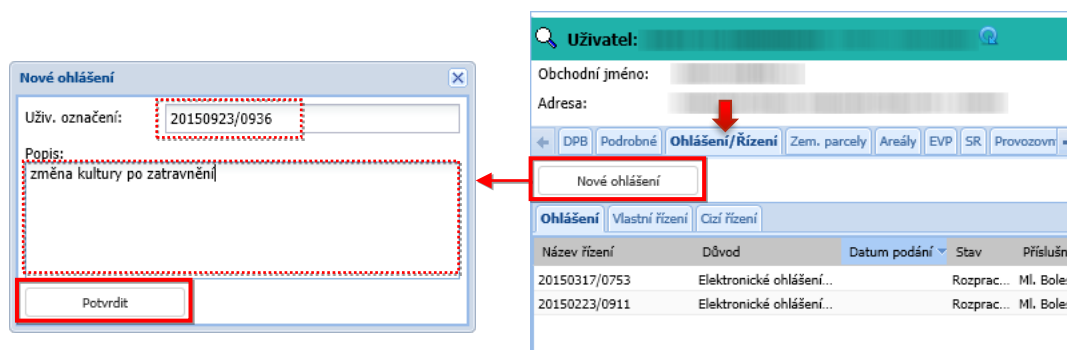 Nové ohlášení
Uživ. označení: 20150923/0936
Popis:
změna kultury po zatravnění
Potvrdit
Uživatel:
Obchodní jméno:
Adresa:
DPB Podrobné Ohlášení/Řízení Zem. parcely Areály EVP SR Provozovn
Nové ohlášení
Ohlášení Vlastní řízení Cizí řízení
Název řízení Důvod Datum podání Stav Příslušn
20150317/0753 Elektronické ohlášení... Rozprac... Ml. Boles
20150223/0911 Elektronické ohlášení... Rozprac... Ml. Boles